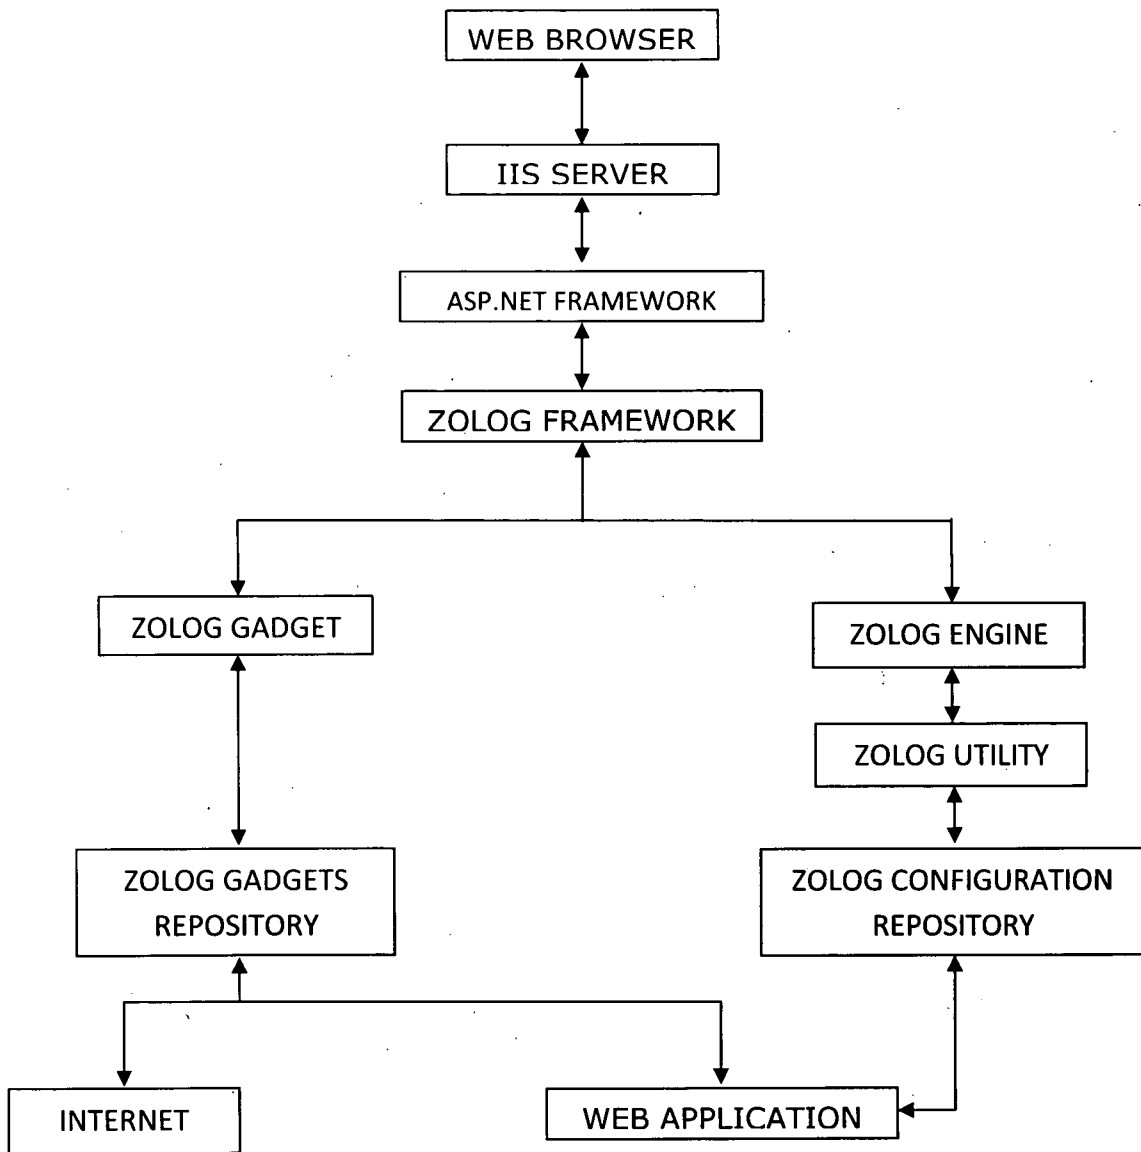 WEB BROWSER
IIS SERVER
ASP.NET FRAMEWORK
ZOLOG FRAMEWORK
ZOLOG GADGET
ZOLOG ENGINE
ZOLOG UTILITY
ZOLOG GADGETS
REPOSITORY
ZOLOG CONFIGURATION
REPOSITORY
INTERNET
WEB APPLICATION